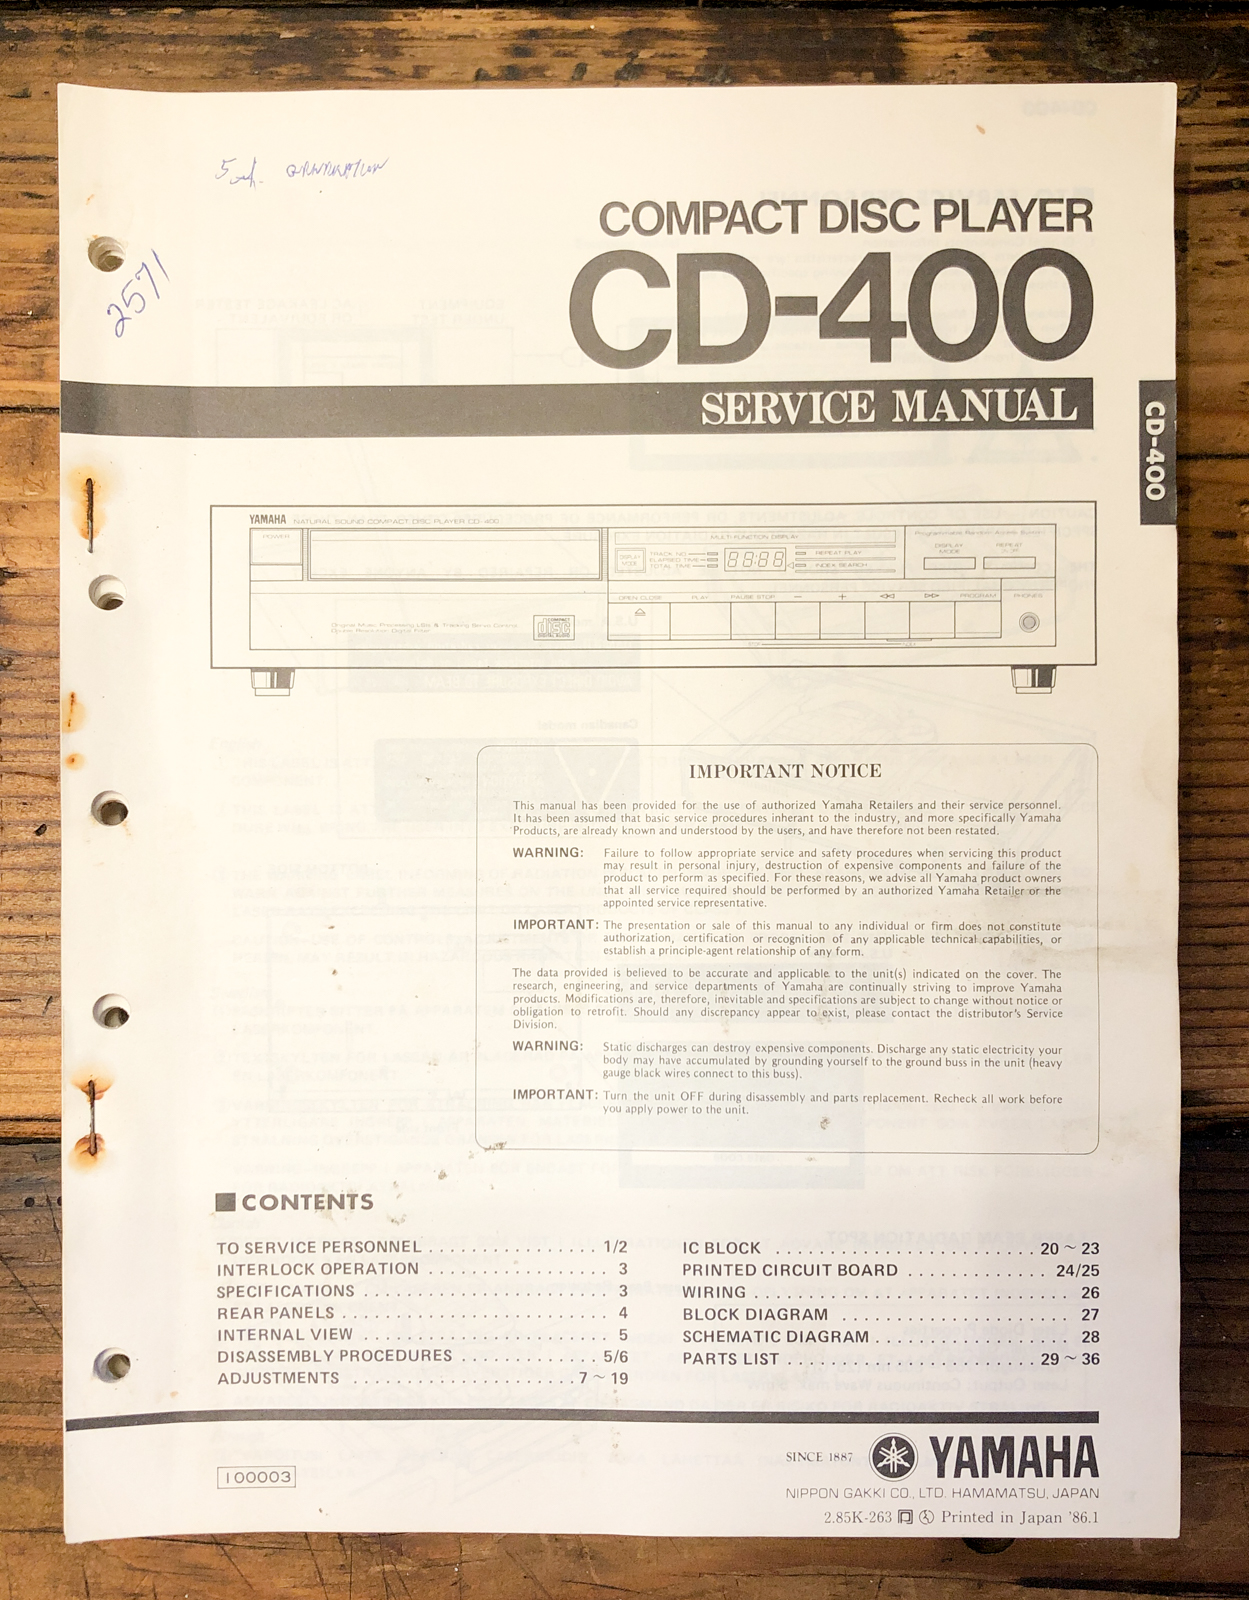 COMPACT DISC PLAYER
CD-400
2571
SERVICE MANUAL
CD-400
YAMAHA NATURAL SOUND COMPACT DISC PLAYER CD-400
POWER
MULTI FUNCTION DISPLAY
Programmable Random Access System
DISPLAY MODE
TRACK NO
ELAPSED TIME
TOTAL TIME
88:88
REPEAT PLAY
INDEX SEARCH
DISPLAY MODE
REPEAT
OPEN CLOSE
PLAY
PAUSE STOP
−
+
PROGRAM
PHONES
COMPACT disc DIGITAL AUDIO
IMPORTANT NOTICE
This manual has been provided for the use of authorized Yamaha Retailers and their service personnel.
It has been assumed that basic service procedures inherant to the industry, and more specifically Yamaha
Products, are already known and understood by the users, and have therefore not been restated.
WARNING: Failure to follow appropriate service and safety procedures when servicing this product
may result in personal injury, destruction of expensive components and failure of the
product to perform as specified. For these reasons, we advise all Yamaha product owners
that all service required should be performed by an authorized Yamaha Retailer or the
appointed service representative.
IMPORTANT: The presentation or sale of this manual to any individual or firm does not constitute
authorization, certification or recognition of any applicable technical capabilities, or
establish a principle-agent relationship of any form.
The data provided is believed to be accurate and applicable to the unit(s) indicated on the cover. The
research, engineering, and service departments of Yamaha are continually striving to improve Yamaha
products. Modifications are, therefore, inevitable and specifications are subject to change without notice or
obligation to retrofit. Should any discrepancy appear to exist, please contact the distributor's Service
Division.
WARNING: Static discharges can destroy expensive components. Discharge any static electricity your
body may have accumulated by grounding yourself to the ground buss in the unit (heavy
gauge black wires connect to this buss).
IMPORTANT: Turn the unit OFF during disassembly and parts replacement. Recheck all work before
you apply power to the unit.
■CONTENTS
TO SERVICE PERSONNEL . . . . . . . . . . . . . . . . 1/2
INTERLOCK OPERATION . . . . . . . . . . . . . . . . 3
SPECIFICATIONS . . . . . . . . . . . . . . . . . . . . . . . 3
REAR PANELS . . . . . . . . . . . . . . . . . . . . . . . . . . 4
INTERNAL VIEW . . . . . . . . . . . . . . . . . . . . . . . 5
DISASSEMBLY PROCEDURES . . . . . . . . . . . . . 5/6
ADJUSTMENTS . . . . . . . . . . . . . . . . . . . . . . 7 ~ 19
IC BLOCK . . . . . . . . . . . . . . . . . . . . . . . . . 20 ~ 23
PRINTED CIRCUIT BOARD . . . . . . . . . . . . 24/25
WIRING . . . . . . . . . . . . . . . . . . . . . . . . . . . . . . 26
BLOCK DIAGRAM . . . . . . . . . . . . . . . . . . . . . . 27
SCHEMATIC DIAGRAM . . . . . . . . . . . . . . . . . . 28
PARTS LIST . . . . . . . . . . . . . . . . . . . . . . . . 29 ~ 36
100003
SINCE 1887 YAMAHA
NIPPON GAKKI CO., LTD. HAMAMATSU, JAPAN
2.85K-263 Printed in Japan '86.1